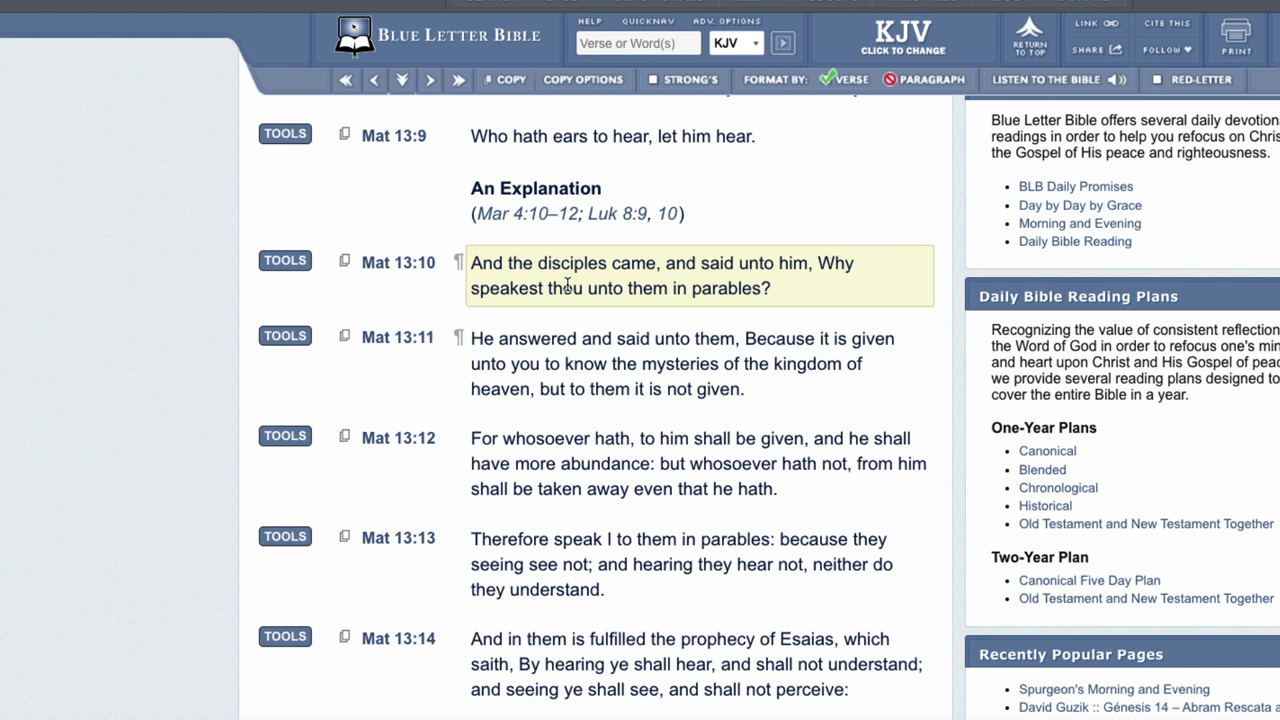 BLUE LETTER BIBLE
HELP QUICKNAV ADV. OPTIONS
Verse or Word(s) KJV
KJV
CLICK TO CHANGE
RETURN
TO TOP
LINK CITE THIS
SHARE FOLLOW
PRINT
COPY COPY OPTIONS STRONG'S FORMAT BY: VERSE PARAGRAPH LISTEN TO THE BIBLE RED-LETTER
TOOLS Mat 13:9 Who hath ears to hear, let him hear.
An Explanation
(Mar 4:10–12; Luk 8:9, 10)
TOOLS Mat 13:10 ¶ And the disciples came, and said unto him, Why
speakest thou unto them in parables?
TOOLS Mat 13:11 ¶ He answered and said unto them, Because it is given
unto you to know the mysteries of the kingdom of
heaven, but to them it is not given.
TOOLS Mat 13:12 For whosoever hath, to him shall be given, and he shall
have more abundance: but whosoever hath not, from him
shall be taken away even that he hath.
TOOLS Mat 13:13 Therefore speak I to them in parables: because they
seeing see not; and hearing they hear not, neither do
they understand.
TOOLS Mat 13:14 And in them is fulfilled the prophecy of Esaias, which
saith, By hearing ye shall hear, and shall not understand;
and seeing ye shall see, and shall not perceive:
Blue Letter Bible offers several daily
readings in order to help you refocus on
the Gospel of His peace and righteousness.
• BLB Daily Promises
• Day by Day by Grace
• Morning and Evening
• Daily Bible Reading
Daily Bible Reading Plans
Recognizing the value of consistent
the Word of God in order to refocus one's
and heart upon Christ and His Gospel of
we provide several reading plans designed to
cover the entire Bible in a year.
One-Year Plans
• Canonical
• Blended
• Chronological
• Historical
• Old Testament and New Testament Together
Two-Year Plan
• Canonical Five Day Plan
• Old Testament and New Testament Together
Recently Popular Pages
• Spurgeon's Morning and Evening
• David Guzik :: Génesis 14 – Abram Rescata a